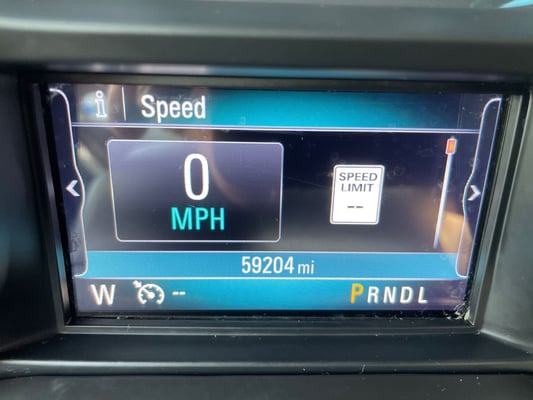 i Speed
0
MPH
SPEED
LIMIT
--
59204 mi
W -- PRNDL